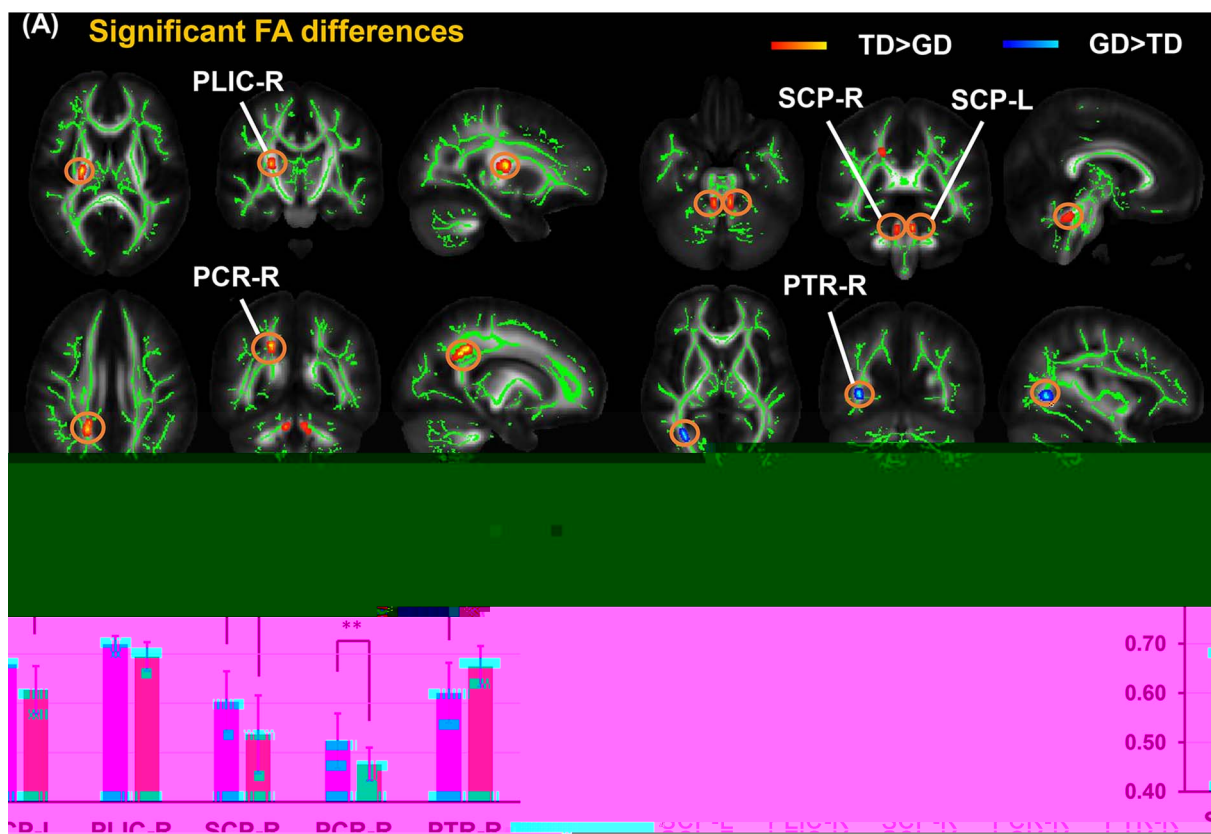 (A) Significant FA differences
TD>GD GD>TD
PLIC-R
SCP-R SCP-L
PCR-R
PTR-R
**
0.70
0.60
0.50
0.40
PLIC-R SCP-R PCR-R PTR-R